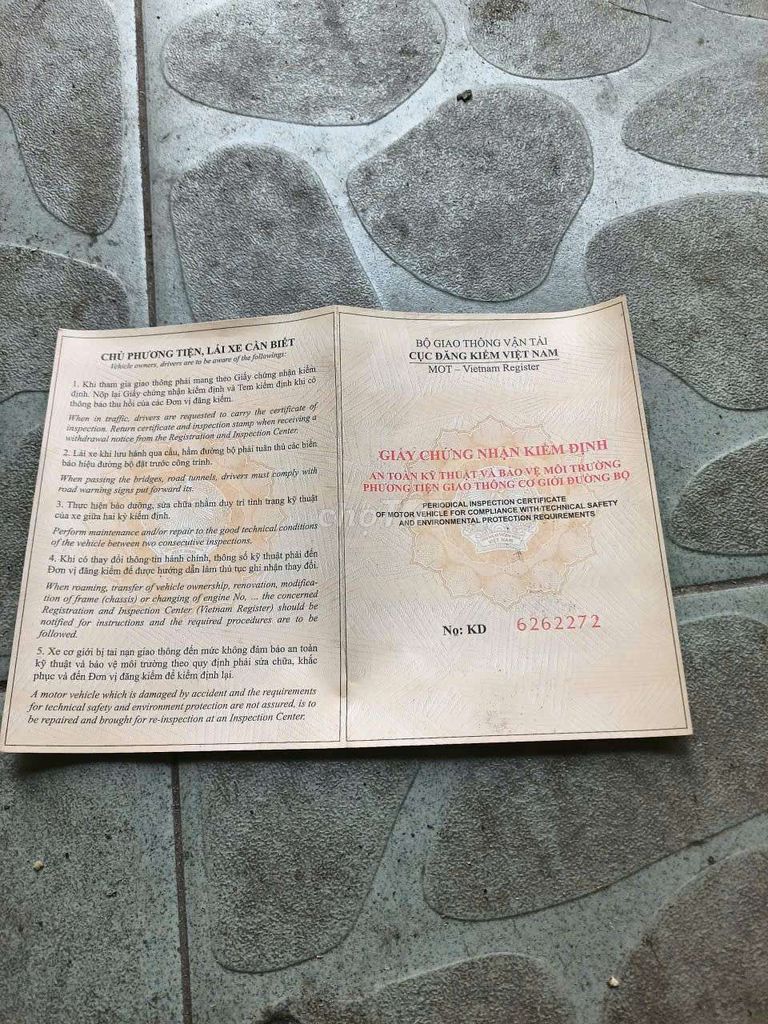 CHỦ PHƯƠNG TIỆN, LÁI XE CẦN BIẾT
Vehicle owners, drivers are to be aware of the followings:
1. Khi tham gia giao thông phải mang theo Giấy chứng nhận kiểm
định. Nộp lại Giấy chứng nhận kiểm định và Tem kiểm định khi có
thông báo thu hồi của các Đơn vị đăng kiểm.
When in traffic, drivers are requested to carry the certificate of
inspection. Return certificate and inspection stamp when receiving a
withdrawal notice from the Registration and Inspection Center.
2. Lái xe khi lưu hành qua cầu, hầm đường bộ phải tuân thủ các biển
báo hiệu đường bộ đặt trước công trình.
When passing the bridges, road tunnels, drivers must comply with
road warning signs put forward its.
3. Thực hiện bảo dưỡng, sửa chữa nhằm duy trì tình trạng kỹ thuật
của xe giữa hai kỳ kiểm định.
Perform maintenance and/or repair to the good technical conditions
of the vehicle between two consecutive inspections.
4. Khi có thay đổi thông tin hành chính, thông số kỹ thuật phải đến
Đơn vị đăng kiểm để được hướng dẫn làm thủ tục ghi nhận thay đổi.
When roaming, transfer of vehicle ownership, renovation, modifica-
tion of frame (chassis) or changing of engine No, ... the concerned
Registration and Inspection Center (Vietnam Register) should be
notified for instructions and the required procedures are to be
followed.
5. Xe cơ giới bị tai nạn giao thông đến mức không đảm bảo an toàn
kỹ thuật và bảo vệ môi trường theo quy định phải sửa chữa, khắc
phục và đến Đơn vị đăng kiểm để kiểm định lại.
A motor vehicle which is damaged by accident and the requirements
for technical safety and environment protection are not assured, is to
be repaired and brought for re-inspection at an Inspection Center.
BỘ GIAO THÔNG VẬN TẢI
CỤC ĐĂNG KIỂM VIỆT NAM
MOT – Vietnam Register
GIẤY CHỨNG NHẬN KIỂM ĐỊNH
AN TOÀN KỸ THUẬT VÀ BẢO VỆ MÔI TRƯỜNG
PHƯƠNG TIỆN GIAO THÔNG CƠ GIỚI ĐƯỜNG BỘ
PERIODICAL INSPECTION CERTIFICATE
OF MOTOR VEHICLE FOR COMPLIANCE WITH TECHNICAL SAFETY
AND ENVIRONMENTAL PROTECTION REQUIREMENTS
VIỆT NAM
No: KD 6262272